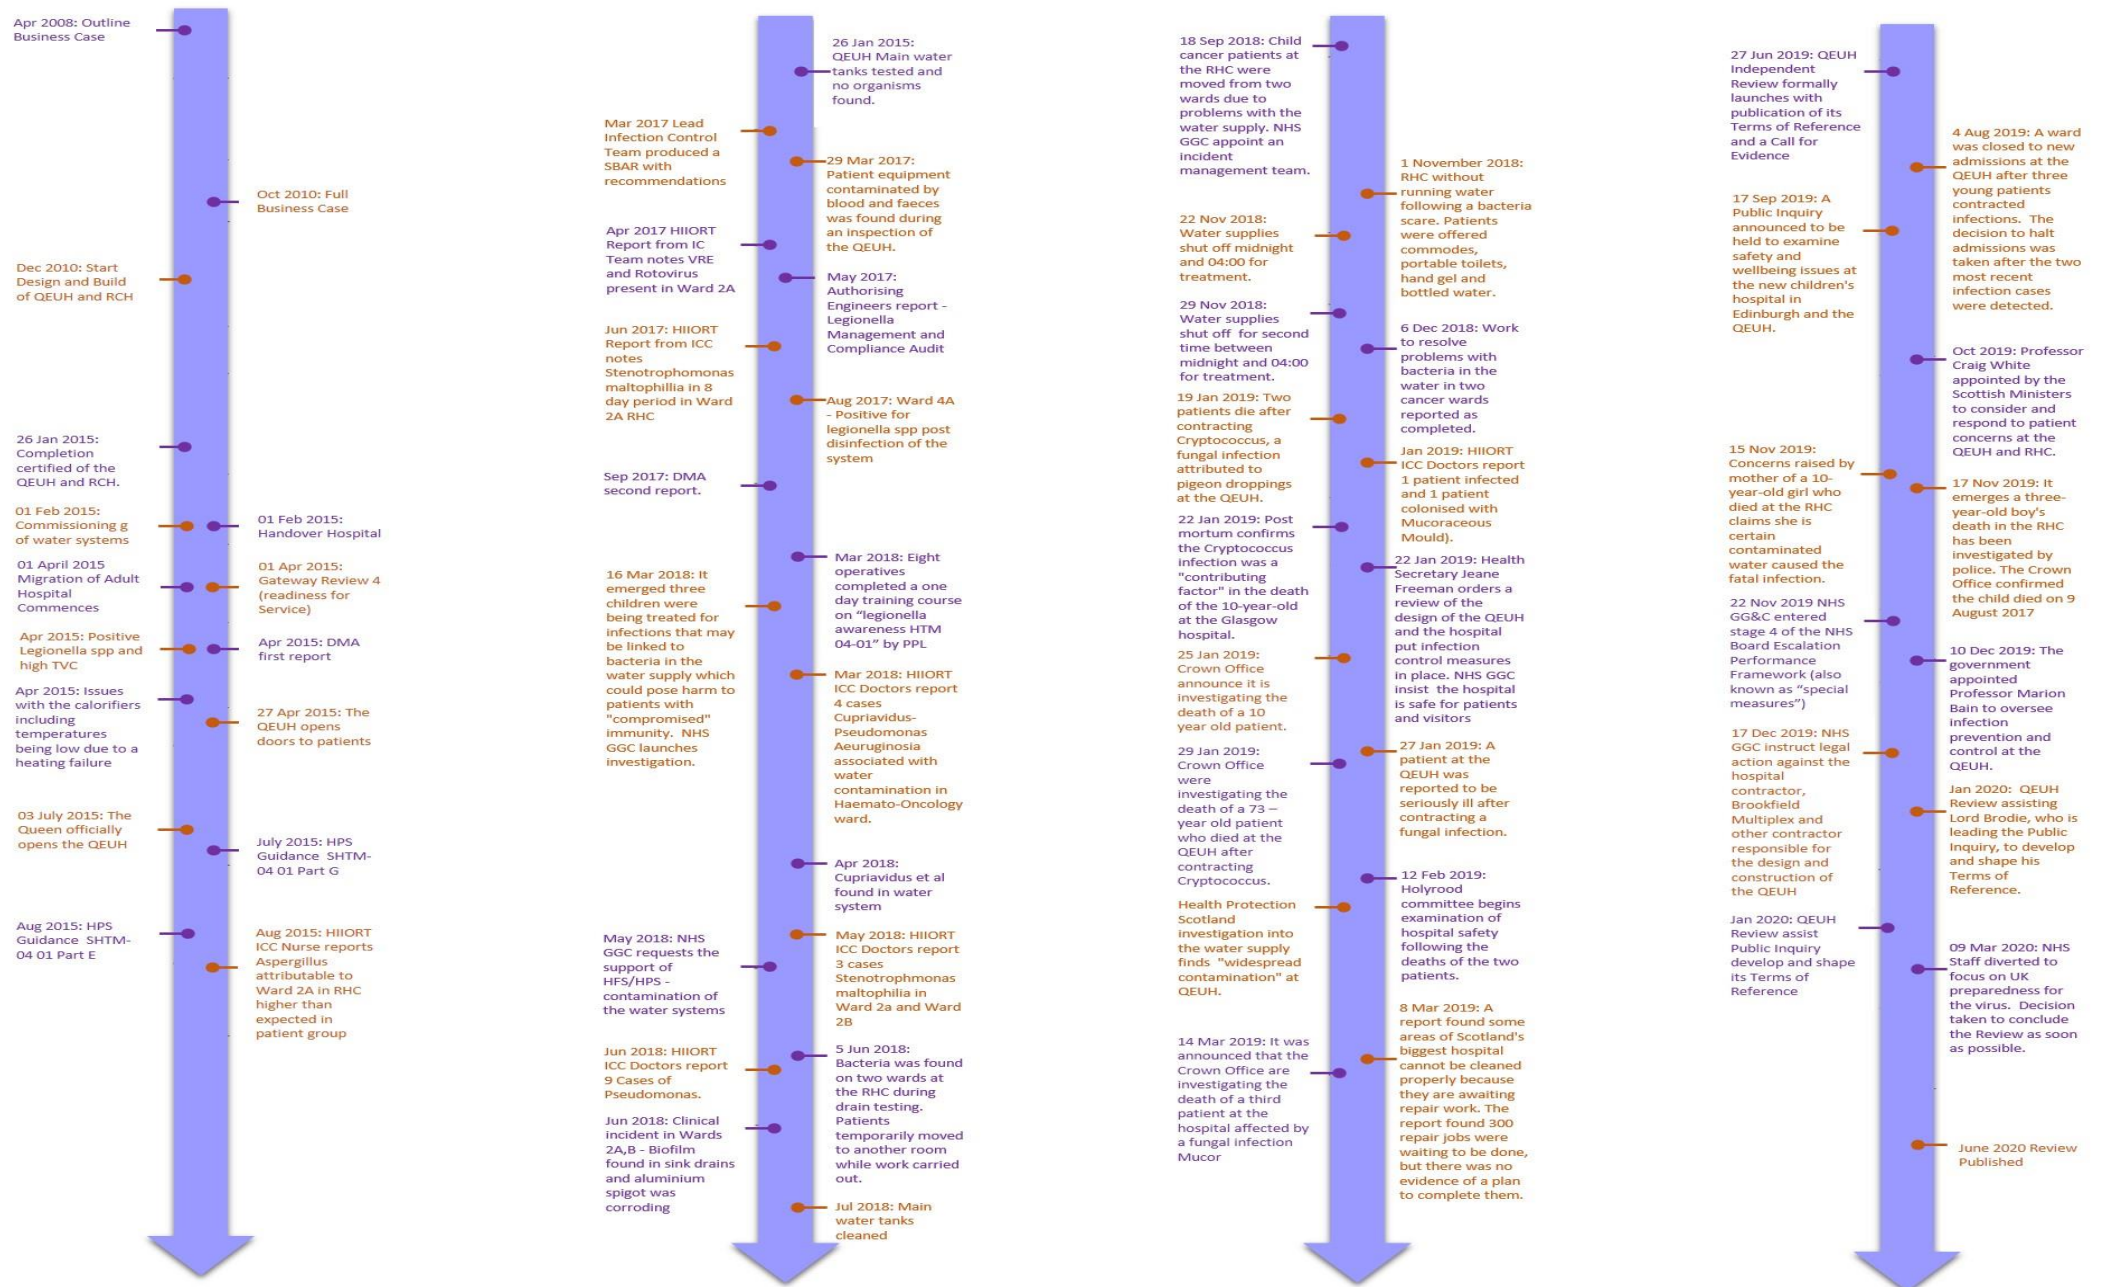 Apr 2008: Outline
Business Case
Oct 2010: Full
Business Case
Dec 2010: Start
Design and Build
of QEUH and RCH
26 Jan 2015:
Completion
certified of the
QEUH and RCH.
01 Feb 2015:
Commissioning g
of water systems
01 Feb 2015:
Handover Hospital
01 April 2015
Migration of Adult
Hospital
Commences
01 Apr 2015:
Gateway Review 4
(readiness for
Service)
Apr 2015: Positive
Legionella spp and
high TVC
Apr 2015: DMA
first report
Apr 2015: Issues
with the calorifiers
including
temperatures
being low due to a
heating failure
27 Apr 2015: The
QEUH opens
doors to patients
03 July 2015: The
Queen officially
opens the QEUH
July 2015: HPS
Guidance SHTM-
04 01 Part G
Aug 2015: HPS
Guidance SHTM-
04 01 Part E
Aug 2015: HIIORT
ICC Nurse reports
Aspergillus
attributable to
Ward 2A in RHC
higher than
expected in
patient group
26 Jan 2015:
QEUH Main water
tanks tested and
no organisms
found.
Mar 2017 Lead
Infection Control
Team produced a
SBAR with
recommendations
29 Mar 2017:
Patient equipment
contaminated by
blood and faeces
was found during
an inspection of
the QEUH.
Apr 2017 HIIORT
Report from IC
Team notes VRE
and Rotovirus
present in Ward 2A
May 2017:
Authorising
Engineers report -
Legionella
Management and
Compliance Audit
Jun 2017: HIIORT
Report from ICC
notes
Stenotrophomonas
maltophillia in 8
day period in Ward
2A RHC
Aug 2017: Ward 4A
- Positive for
legionella spp post
disinfection of the
system
Sep 2017: DMA
second report.
Mar 2018: Eight
operatives
completed a one
day training course
on “legionella
awareness HTM
04-01” by PPL
16 Mar 2018: It
emerged three
children were
being treated for
infections that may
be linked to
bacteria in the
water supply which
could pose harm to
patients with
"compromised"
immunity. NHS
GGC launches
investigation.
Mar 2018: HIIORT
ICC Doctors report
4 cases
Cupriavidus-
Pseudomonas
Aeuruginosia
associated with
water
contamination in
Haemato-Oncology
ward.
Apr 2018:
Cupriavidus et al
found in water
system
May 2018: NHS
GGC requests the
support of
HFS/HPS -
contamination of
the water systems
May 2018: HIIORT
ICC Doctors report
3 cases
Stenotrophmonas
maltophilia in
Ward 2a and Ward
2B
Jun 2018: HIIORT
ICC Doctors report
9 Cases of
Pseudomonas.
5 Jun 2018:
Bacteria was found
on two wards at
the RHC during
drain testing.
Patients
temporarily moved
to another room
while work carried
out.
Jun 2018: Clinical
incident in Wards
2A,B - Biofilm
found in sink drains
and aluminium
spigot was
corroding
Jul 2018: Main
water tanks
cleaned
18 Sep 2018: Child
cancer patients at
the RHC were
moved from two
wards due to
problems with the
water supply. NHS
GGC appoint an
incident
management team.
1 November 2018:
RHC without
running water
following a bacteria
scare. Patients
were offered
commodes,
portable toilets,
hand gel and
bottled water.
22 Nov 2018:
Water supplies
shut off midnight
and 04:00 for
treatment.
29 Nov 2018:
Water supplies
shut off for second
time between
midnight and 04:00
for treatment.
6 Dec 2018: Work
to resolve
problems with
bacteria in the
water in two
cancer wards
reported as
completed.
19 Jan 2019: Two
patients die after
contracting
Cryptococcus, a
fungal infection
attributed to
pigeon droppings
at the QEUH.
Jan 2019: HIIORT
ICC Doctors report
1 patient infected
and 1 patient
colonised with
Mucoraceous
Mould).
22 Jan 2019: Post
mortum confirms
the Cryptococcus
infection was a
"contributing
factor" in the death
of the 10-year-old
at the Glasgow
hospital.
22 Jan 2019: Health
Secretary Jeane
Freeman orders a
review of the
design of the QEUH
and the hospital
put infection
control measures
in place. NHS GGC
insist the hospital
is safe for patients
and visitors
25 Jan 2019:
Crown Office
announce it is
investigating the
death of a 10
year old patient.
27 Jan 2019: A
patient at the
QEUH was
reported to be
seriously ill after
contracting a
fungal infection.
29 Jan 2019:
Crown Office
were
investigating the
death of a 73 –
year old patient
who died at the
QEUH after
contracting
Cryptococcus.
12 Feb 2019:
Holyrood
committee begins
examination of
hospital safety
following the
deaths of the two
patients.
Health Protection
Scotland
investigation into
the water supply
finds "widespread
contamination" at
QEUH.
8 Mar 2019: A
report found some
areas of Scotland's
biggest hospital
cannot be cleaned
properly because
they are awaiting
repair work. The
report found 300
repair jobs were
waiting to be done,
but there was no
evidence of a plan
to complete them.
14 Mar 2019: It was
announced that the
Crown Office are
investigating the
death of a third
patient at the
hospital affected by
a fungal infection
Mucor
27 Jun 2019: QEUH
Independent
Review formally
launches with
publication of its
Terms of Reference
and a Call for
Evidence
4 Aug 2019: A ward
was closed to new
admissions at the
QEUH after three
young patients
contracted
infections. The
decision to halt
admissions was
taken after the two
most recent
infection cases
were detected.
17 Sep 2019: A
Public Inquiry
announced to be
held to examine
safety and
wellbeing issues at
the new children's
hospital in
Edinburgh and the
QEUH.
Oct 2019: Professor
Craig White
appointed by the
Scottish Ministers
to consider and
respond to patient
concerns at the
QEUH and RHC.
15 Nov 2019:
Concerns raised by
mother of a 10-
year-old girl who
died at the RHC
claims she is
certain
contaminated
water caused the
fatal infection.
17 Nov 2019: It
emerges a three-
year-old boy's
death in the RHC
has been
investigated by
police. The Crown
Office confirmed
the child died on 9
August 2017
22 Nov 2019 NHS
GG&C entered
stage 4 of the NHS
Board Escalation
Performance
Framework (also
known as “special
measures”)
10 Dec 2019: The
government
appointed
Professor Marion
Bain to oversee
infection
prevention and
control at the
QEUH.
17 Dec 2019: NHS
GGC instruct legal
action against the
hospital
contractor,
Brookfield
Multiplex and
other contractor
responsible for
the design and
construction of
the QEUH
Jan 2020: QEUH
Review assisting
Lord Brodie, who is
leading the Public
Inquiry, to develop
and shape his
Terms of
Reference.
Jan 2020: QEUH
Review assist
Public Inquiry
develop and shape
its Terms of
Reference
09 Mar 2020: NHS
Staff diverted to
focus on UK
preparedness for
the virus. Decision
taken to conclude
the Review as soon
as possible.
June 2020 Review
Published